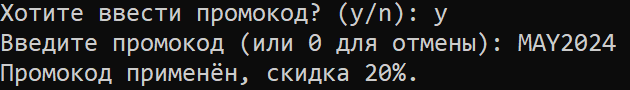 Хотите ввести промокод? (y/n): y
Введите промокод (или 0 для отмены): MAY2024
Промокод применён, скидка 20%.